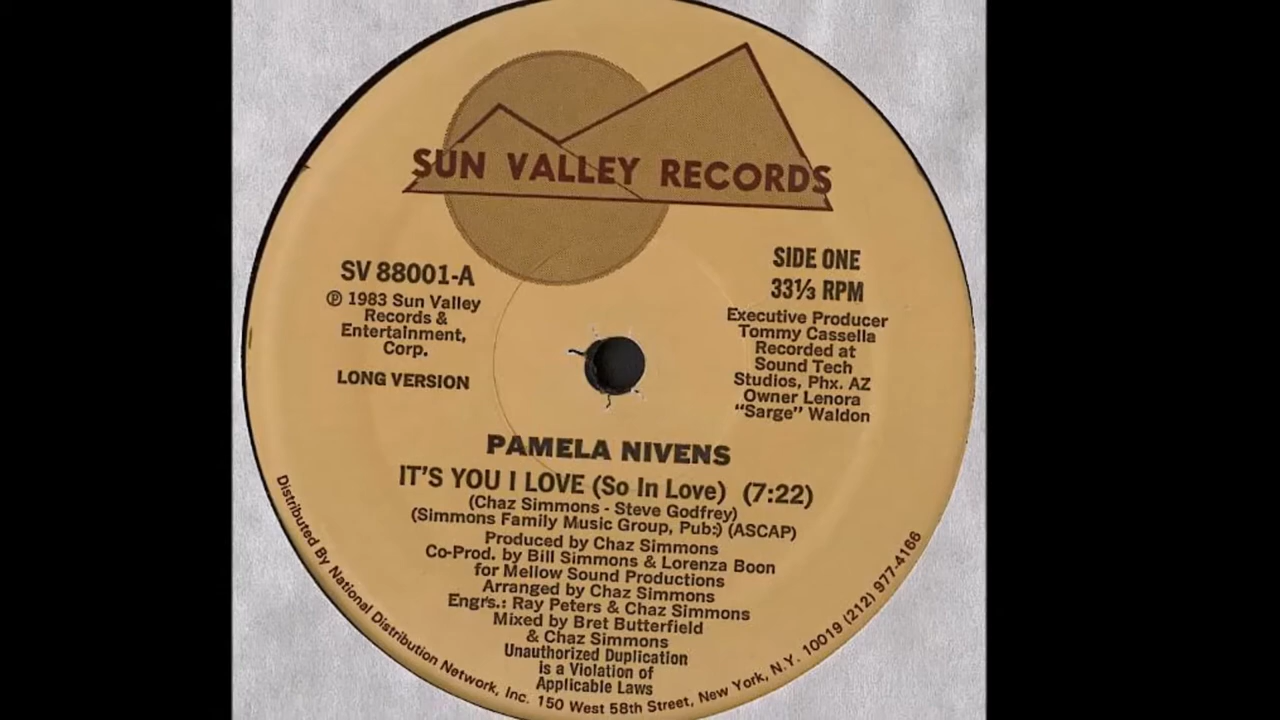 SUN VALLEY RECORDS
SV 88001-A
℗ 1983 Sun Valley
Records &
Entertainment,
Corp.
LONG VERSION
SIDE ONE
33⅓ RPM
Executive Producer
Tommy Cassella
Recorded at
Sound Tech
Studios, Phx. AZ
Owner Lenora
"Sarge" Waldon
PAMELA NIVENS
IT'S YOU I LOVE (So In Love) (7:22)
(Chaz Simmons - Steve Godfrey)
(Simmons Family Music Group, Pub:) (ASCAP)
Produced by Chaz Simmons
Co-Prod. by Bill Simmons & Lorenza Boon
for Mellow Sound Productions
Arranged by Chaz Simmons
Engr's.: Ray Peters & Chaz Simmons
Mixed by Bret Butterfield
& Chaz Simmons
Unauthorized Duplication
is a Violation of
Applicable Laws
Distributed By National Distribution Network, Inc. 150 West 58th Street, New York, N.Y. 10019 (212) 977-4166